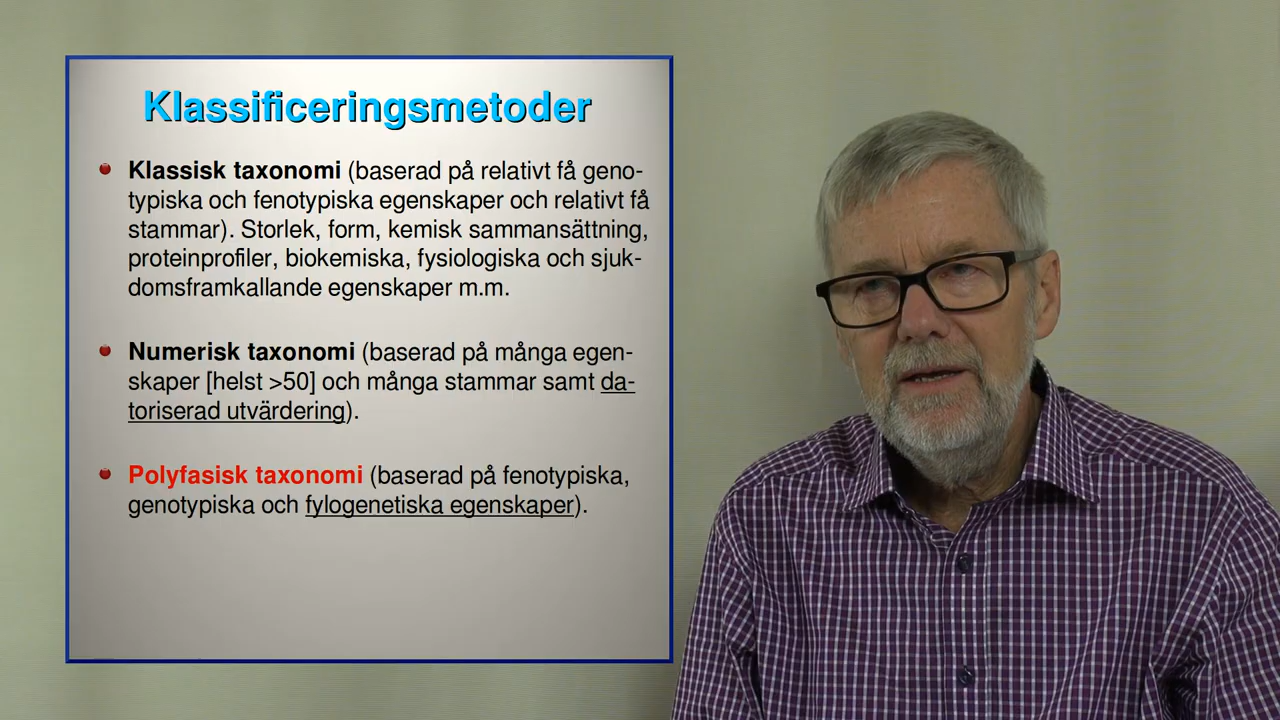 Klassificeringsmetoder
Klassisk taxonomi (baserad på relativt få geno-
typiska och fenotypiska egenskaper och relativt få
stammar). Storlek, form, kemisk sammansättning,
proteinprofiler, biokemiska, fysiologiska och sjuk-
domsframkallande egenskaper m.m.
Numerisk taxonomi (baserad på många egen-
skaper [helst >50] och många stammar samt da-
toriserad utvärdering).
Polyfasisk taxonomi (baserad på fenotypiska,
genotypiska och fylogenetiska egenskaper).